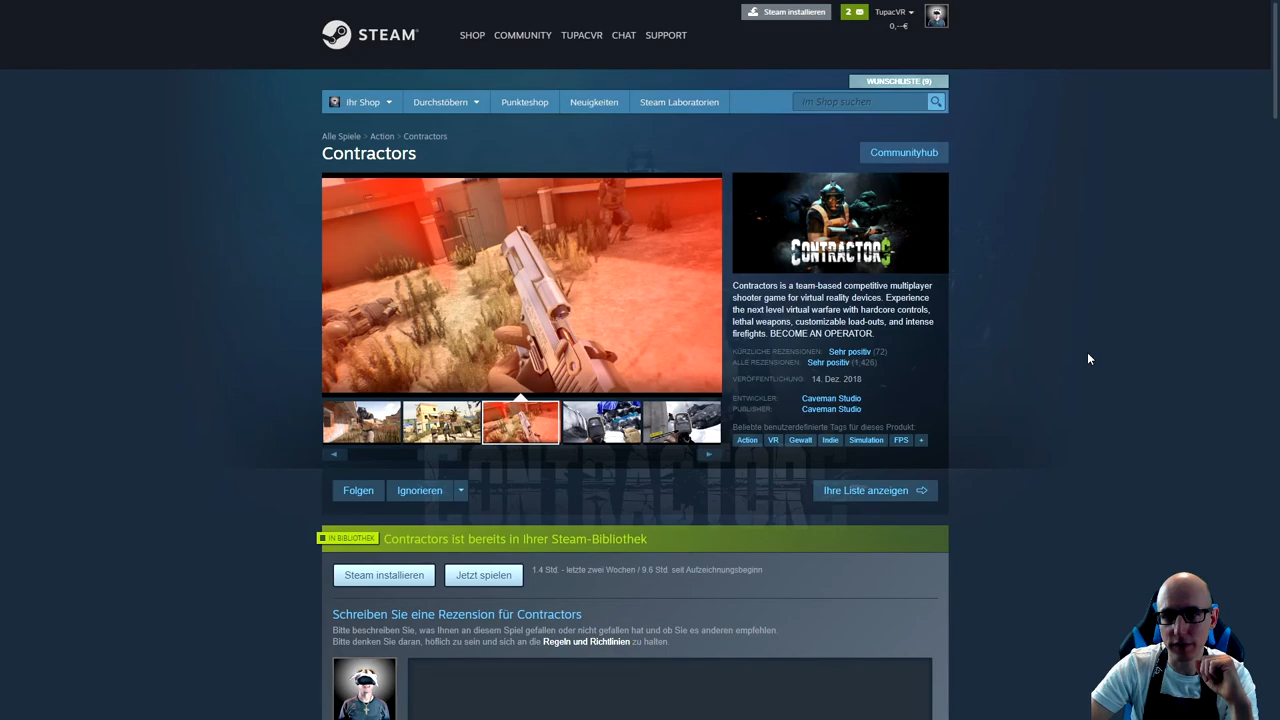 Steam installieren
2
TupacVR
0,--€
STEAM
SHOP COMMUNITY TUPACVR CHAT SUPPORT
WUNSCHLISTE (9)
Ihr Shop Durchstöbern Punkteshop Neuigkeiten Steam Laboratorien
Im Shop suchen
Alle Spiele > Action > Contractors
Contractors
Communityhub
CONTRACTOR$
Contractors is a team-based competitive multiplayer
shooter game for virtual reality devices. Experience
the next level virtual warfare with hardcore controls,
lethal weapons, customizable load-outs, and intense
firefights. BECOME AN OPERATOR.
KÜRZLICHE REZENSIONEN: Sehr positiv (72)
ALLE REZENSIONEN: Sehr positiv (1,426)
VERÖFFENTLICHUNG: 14. Dez. 2018
ENTWICKLER: Caveman Studio
PUBLISHER: Caveman Studio
Beliebte benutzerdefinierte Tags für dieses Produkt:
Action VR Gewalt Indie Simulation FPS +
Folgen Ignorieren
Ihre Liste anzeigen
CONTRACTORS
IN BIBLIOTHEK
Contractors ist bereits in Ihrer Steam-Bibliothek
Steam installieren Jetzt spielen
1.4 Std. - letzte zwei Wochen / 9.6 Std. seit Aufzeichnungsbeginn
Schreiben Sie eine Rezension für Contractors
Bitte beschreiben Sie, was Ihnen an diesem Spiel gefallen oder nicht gefallen hat und ob Sie es anderen empfehlen.
Bitte denken Sie daran, höflich zu sein und sich an die Regeln und Richtlinien zu halten.